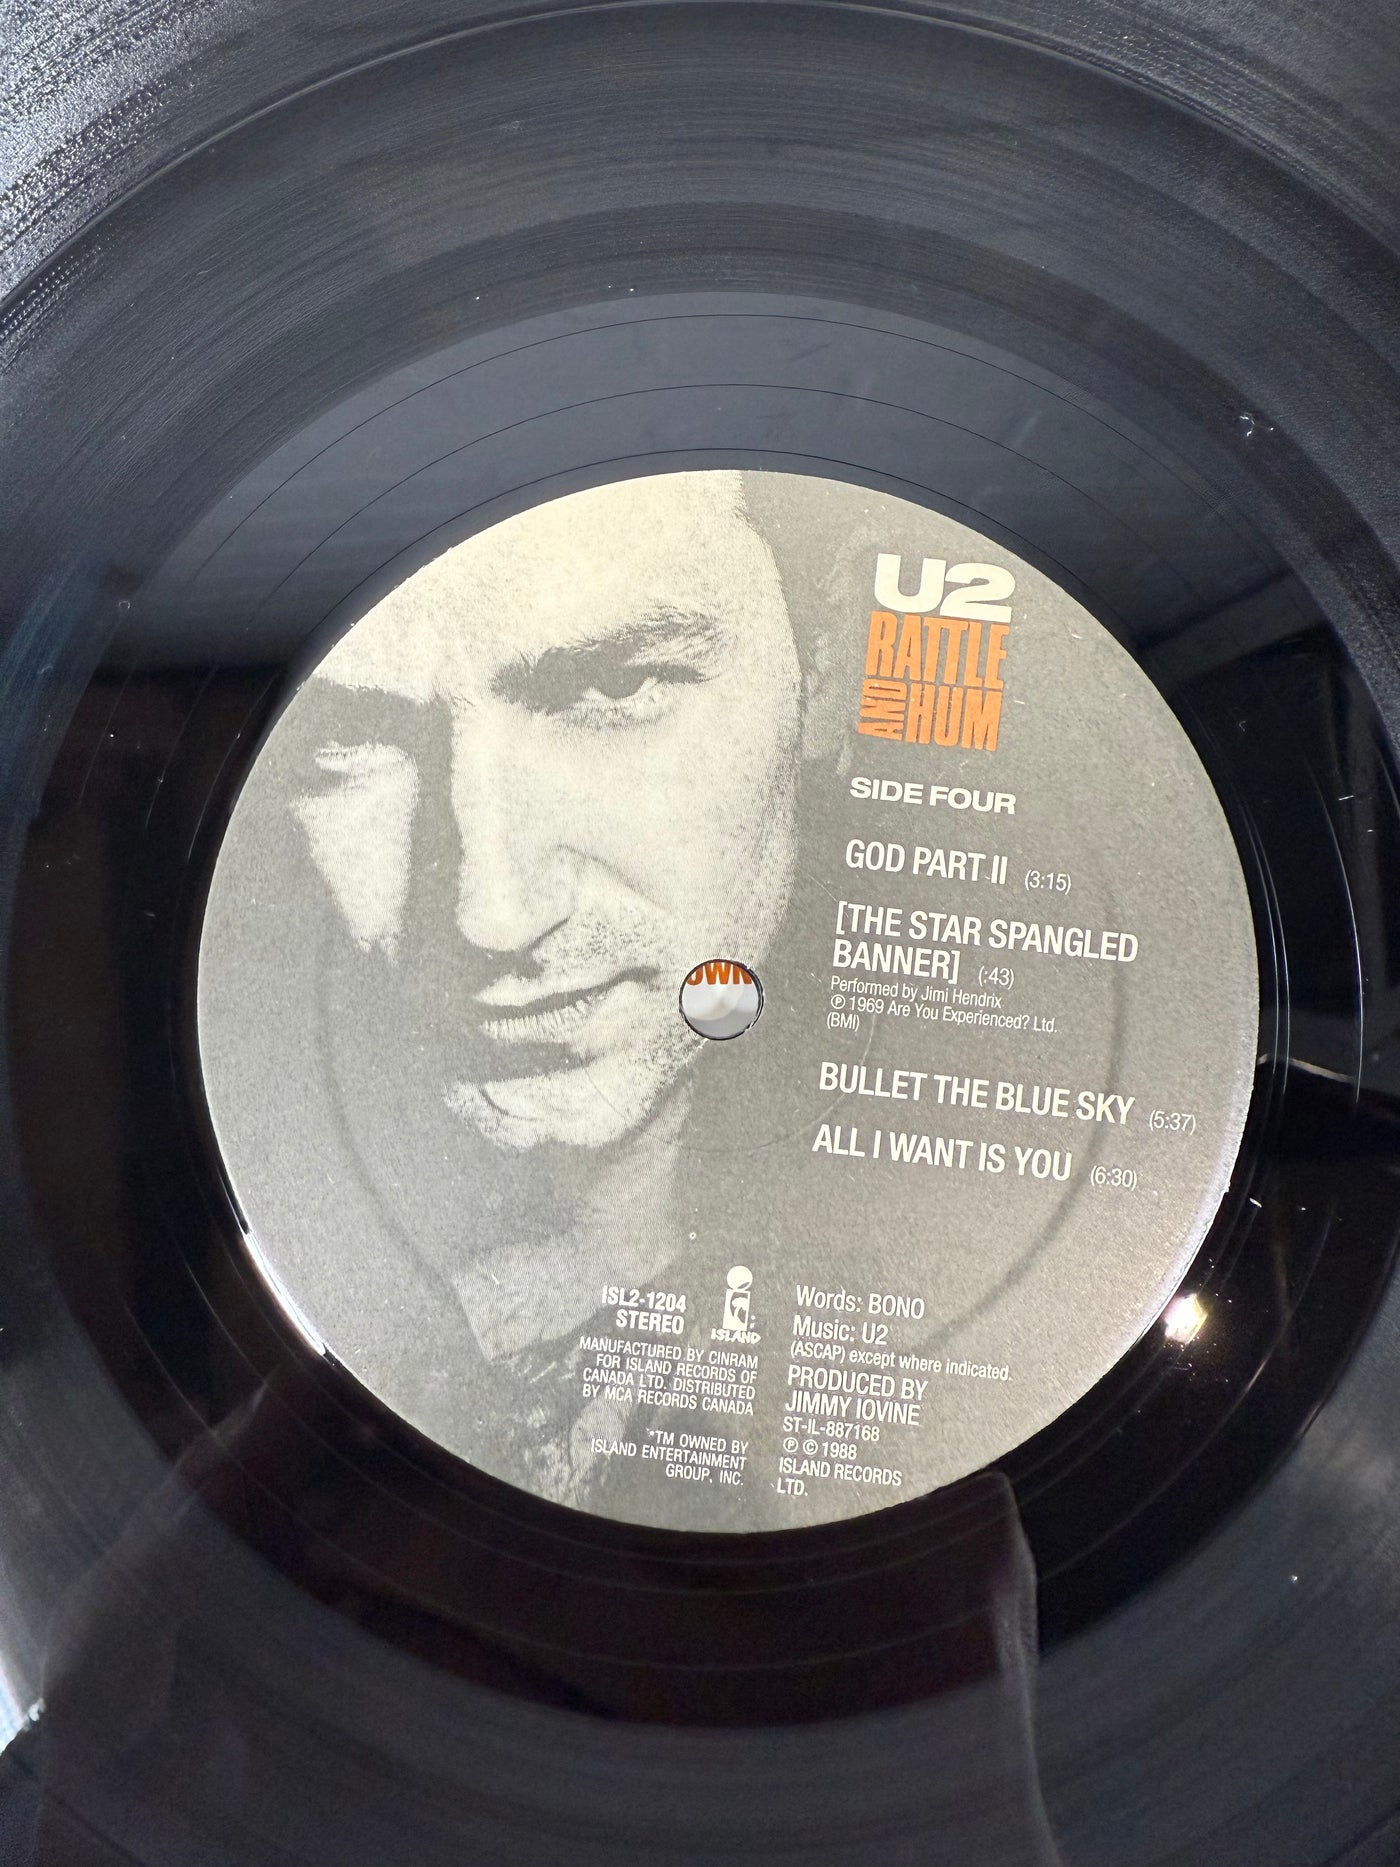 U2
RATTLE
AND HUM
SIDE FOUR
GOD PART II (3:15)
[THE STAR SPANGLED
BANNER] (:43)
Performed by Jimi Hendrix
℗ 1969 Are You Experienced? Ltd.
(BMI)
OWN
BULLET THE BLUE SKY (5:37)
ALL I WANT IS YOU (6:30)
ISL2-1204
STEREO
ISLAND
MANUFACTURED BY CINRAM
FOR ISLAND RECORDS OF
CANADA LTD. DISTRIBUTED
BY MCA RECORDS CANADA
*TM OWNED BY
ISLAND ENTERTAINMENT
GROUP, INC.
Words: BONO
Music: U2
(ASCAP) except where indicated.
PRODUCED BY
JIMMY IOVINE
ST-IL-887168
℗ © 1988
ISLAND RECORDS
LTD.